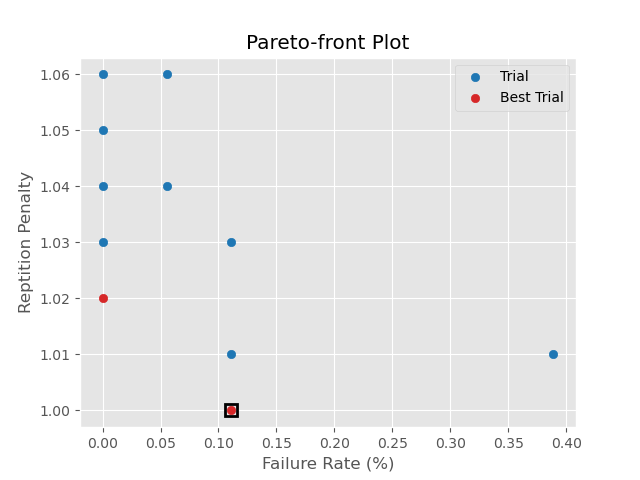 Pareto-front Plot
Trial
Best Trial
1.06
1.05
1.04
1.03
1.02
1.01
1.00
Reptition Penalty
0.00 0.05 0.10 0.15 0.20 0.25 0.30 0.35 0.40
Failure Rate (%)